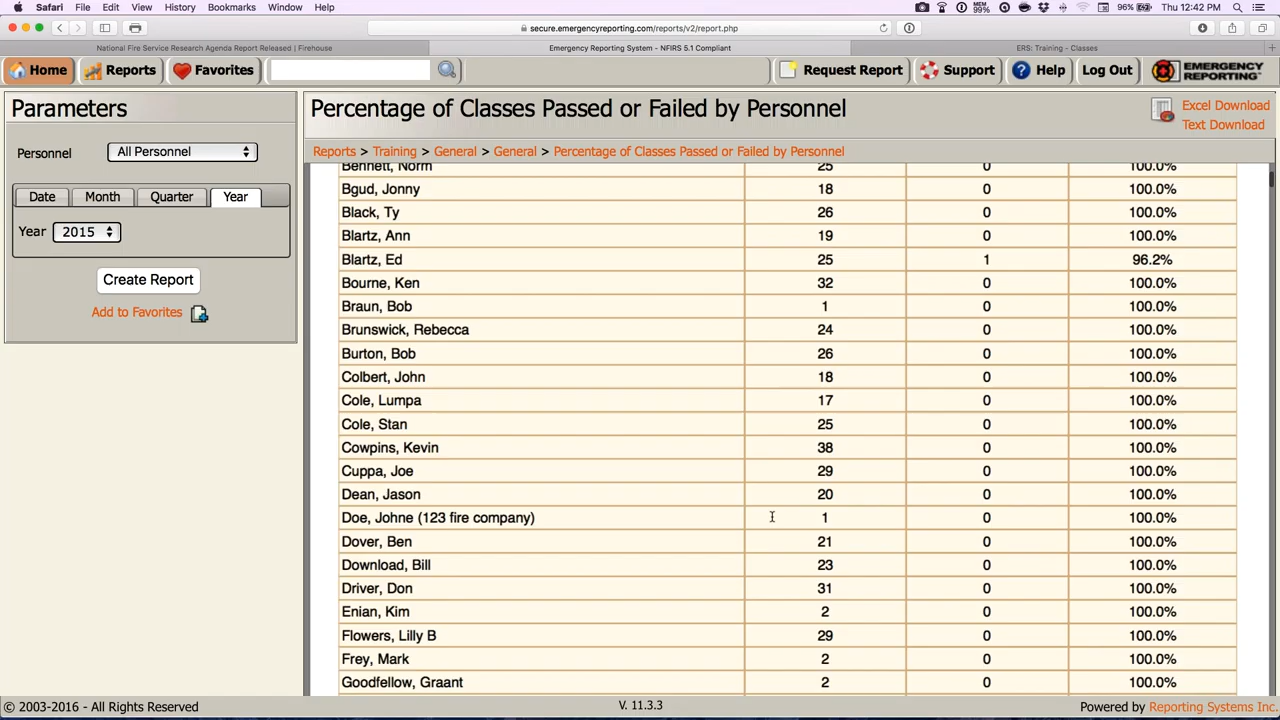 Safari File Edit View History Bookmarks Window Help MEM 99% 96% Thu 12:42 PM
secure.emergencyreporting.com/reports/v2/report.php
National Fire Service Research Agenda Report Released | Firehouse Emergency Reporting System - NFIRS 5.1 Compliant ERS: Training - Classes
Home Reports Favorites Request Report Support Help Log Out EMERGENCY REPORTING™
Parameters
Personnel All Personnel
Date Month Quarter Year
Year 2015
Create Report
Add to Favorites
Percentage of Classes Passed or Failed by Personnel
Excel Download
Text Download
Reports > Training > General > General > Percentage of Classes Passed or Failed by Personnel
Bennett, Norm 25 0 100.0%
Bgud, Jonny 18 0 100.0%
Black, Ty 26 0 100.0%
Blartz, Ann 19 0 100.0%
Blartz, Ed 25 1 96.2%
Bourne, Ken 32 0 100.0%
Braun, Bob 1 0 100.0%
Brunswick, Rebecca 24 0 100.0%
Burton, Bob 26 0 100.0%
Colbert, John 18 0 100.0%
Cole, Lumpa 17 0 100.0%
Cole, Stan 25 0 100.0%
Cowpins, Kevin 38 0 100.0%
Cuppa, Joe 29 0 100.0%
Dean, Jason 20 0 100.0%
Doe, Johne (123 fire company) 1 0 100.0%
Dover, Ben 21 0 100.0%
Download, Bill 23 0 100.0%
Driver, Don 31 0 100.0%
Enian, Kim 2 0 100.0%
Flowers, Lilly B 29 0 100.0%
Frey, Mark 2 0 100.0%
Goodfellow, Graant 2 0 100.0%
© 2003-2016 - All Rights Reserved V. 11.3.3 Powered by Reporting Systems Inc.